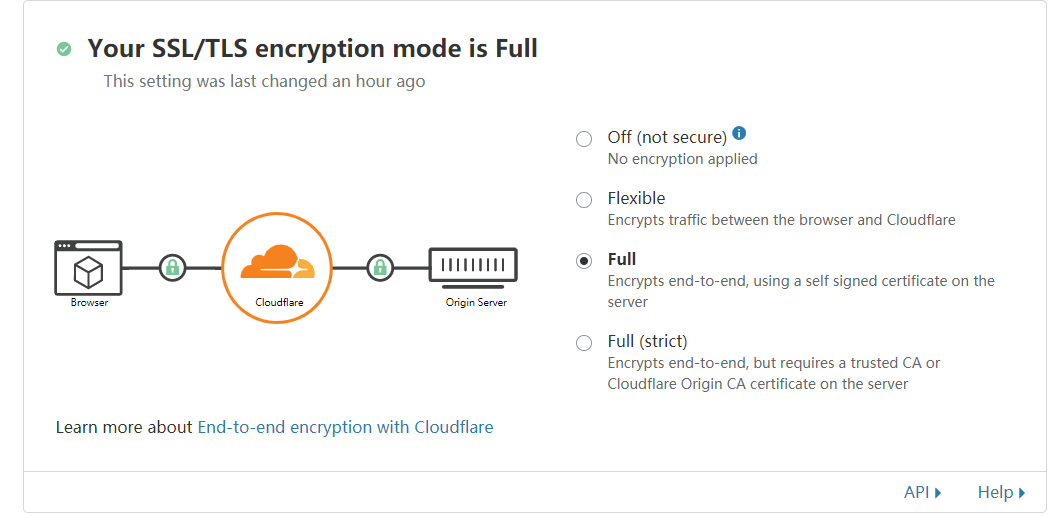 Your SSL/TLS encryption mode is Full
This setting was last changed an hour ago
Off (not secure)
No encryption applied
Flexible
Encrypts traffic between the browser and Cloudflare
Full
Encrypts end-to-end, using a self signed certificate on the
server
Full (strict)
Encrypts end-to-end, but requires a trusted CA or
Cloudflare Origin CA certificate on the server
Browser
Cloudflare
Origin Server
Learn more about End-to-end encryption with Cloudflare
API
Help